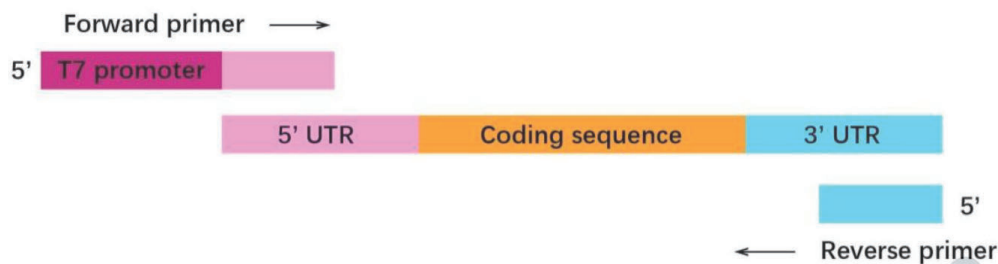 Forward primer
5’ T7 promoter
5’ UTR Coding sequence 3’ UTR
5’
Reverse primer